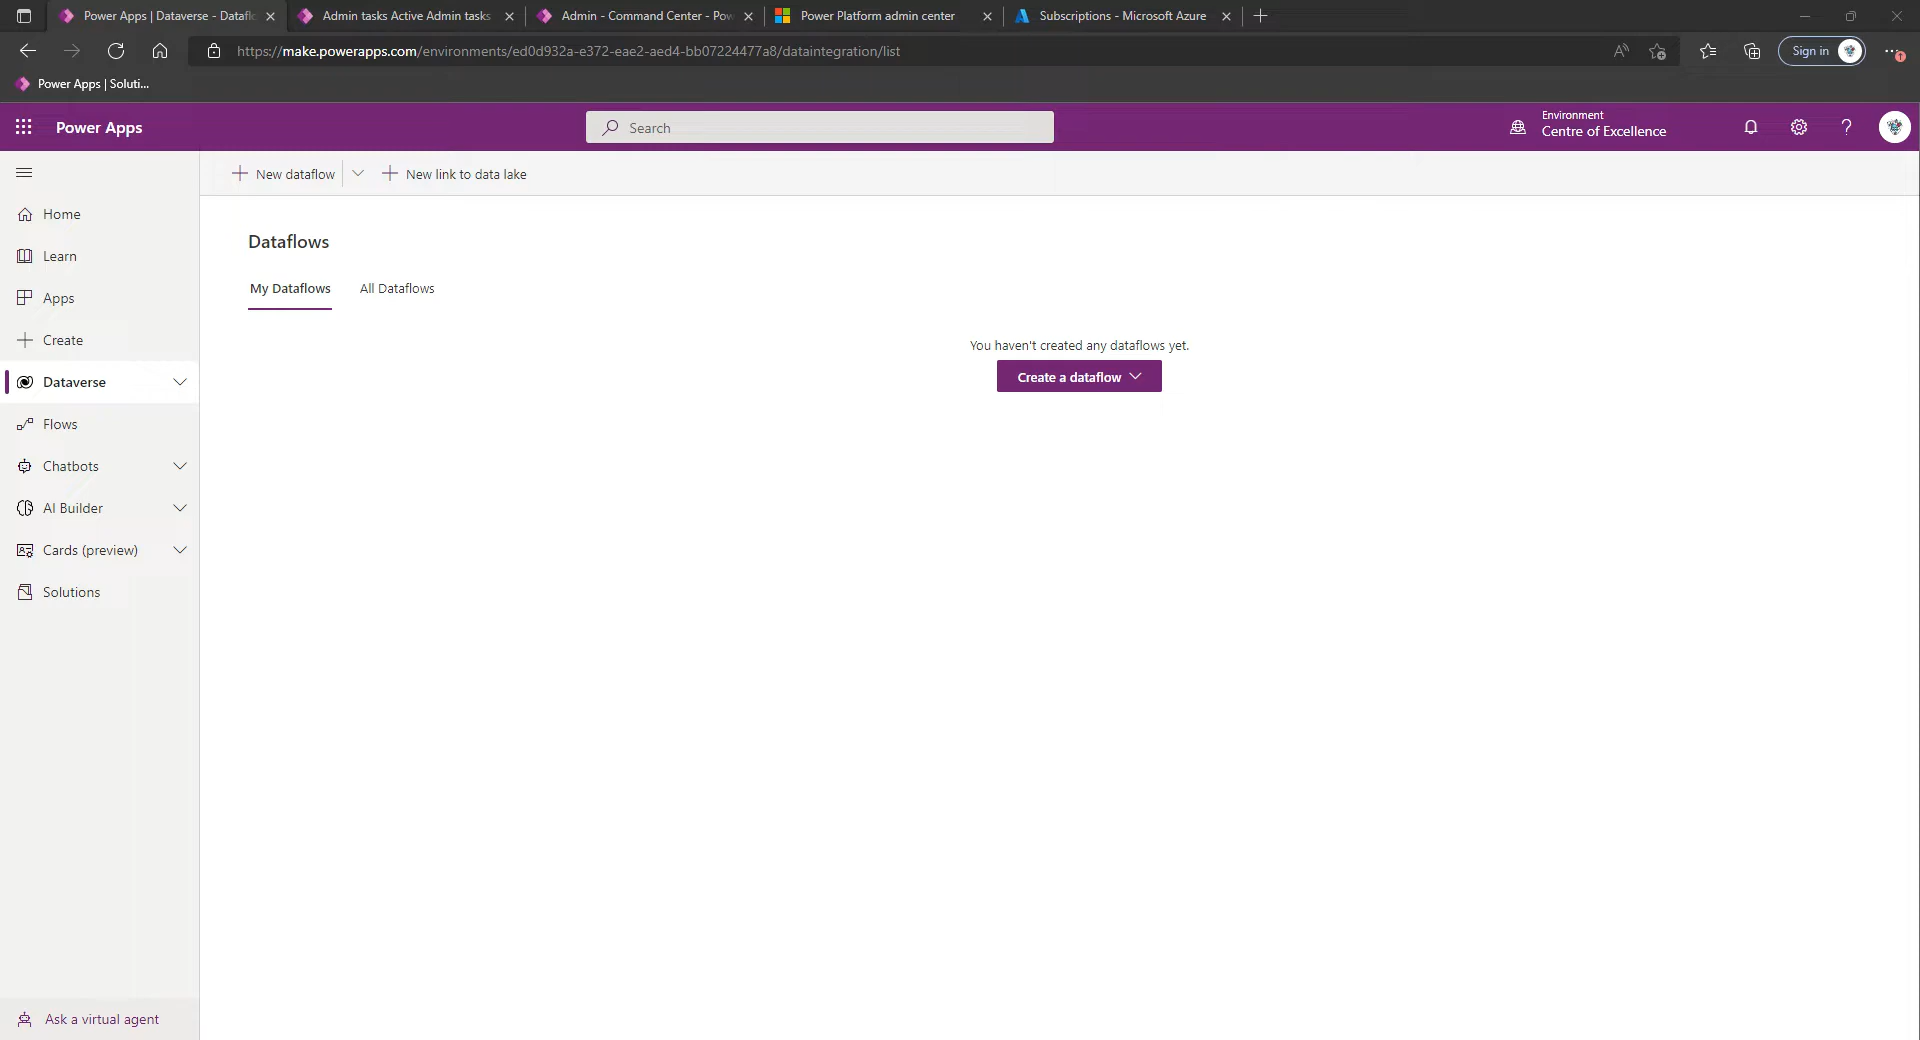 Power Apps | Dataverse - Datafl
Admin tasks Active Admin tasks
Admin - Command Center - Pow
Power Platform admin center
Subscriptions - Microsoft Azure
https://make.powerapps.com/environments/ed0d932a-e372-eae2-aed4-bb07224477a8/dataintegration/list
Sign in
Power Apps | Soluti...
Power Apps
Search
Environment
Centre of Excellence
New dataflow
New link to data lake
Home
Learn
Apps
Create
Dataverse
Flows
Chatbots
AI Builder
Cards (preview)
Solutions
Ask a virtual agent
Dataflows
My Dataflows
All Dataflows
You haven't created any dataflows yet.
Create a dataflow